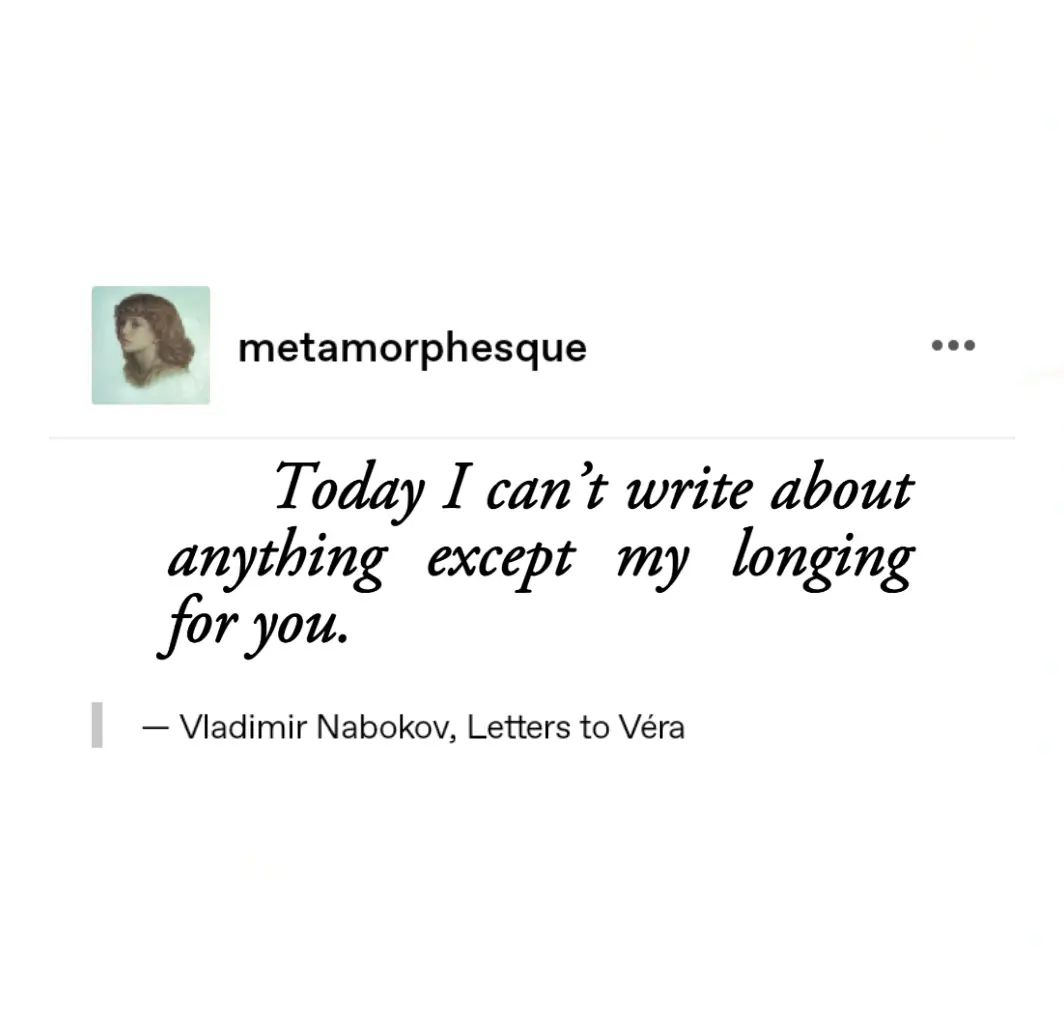 metamorphesque
Today I can’t write about
anything except my longing
for you.
— Vladimir Nabokov, Letters to Véra